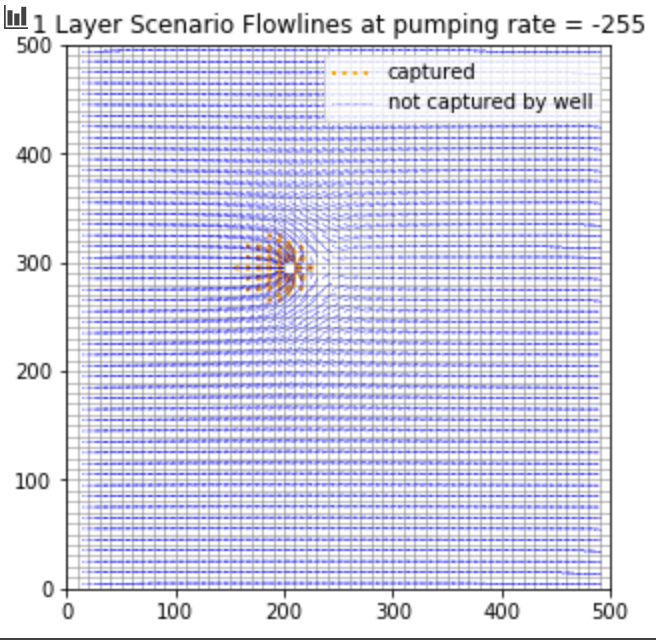 1 Layer Scenario Flowlines at pumping rate = -255
500
captured
not captured by well
400
300
200
100
0
0 100 200 300 400 500